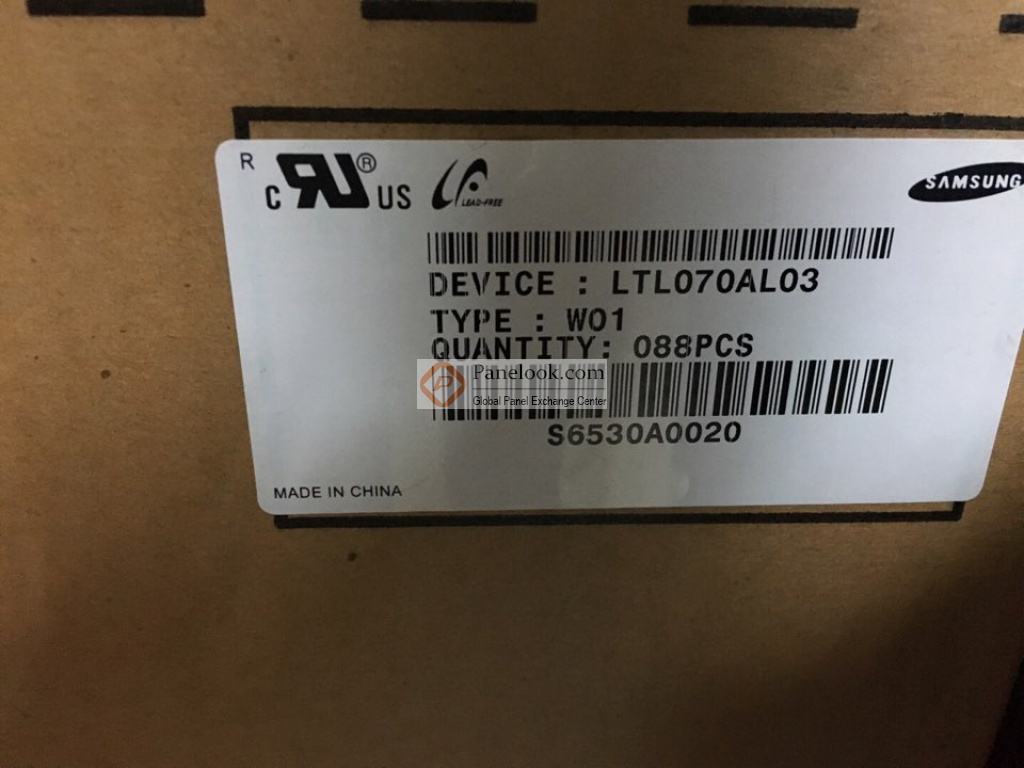 R
C RU ® US
LEAD-FREE
SAMSUNG
DEVICE : LTL070AL03
TYPE : W01
QUANTITY: 088PCS
Panelook.com
Global Panel Exchange Center
S6530A0020
MADE IN CHINA